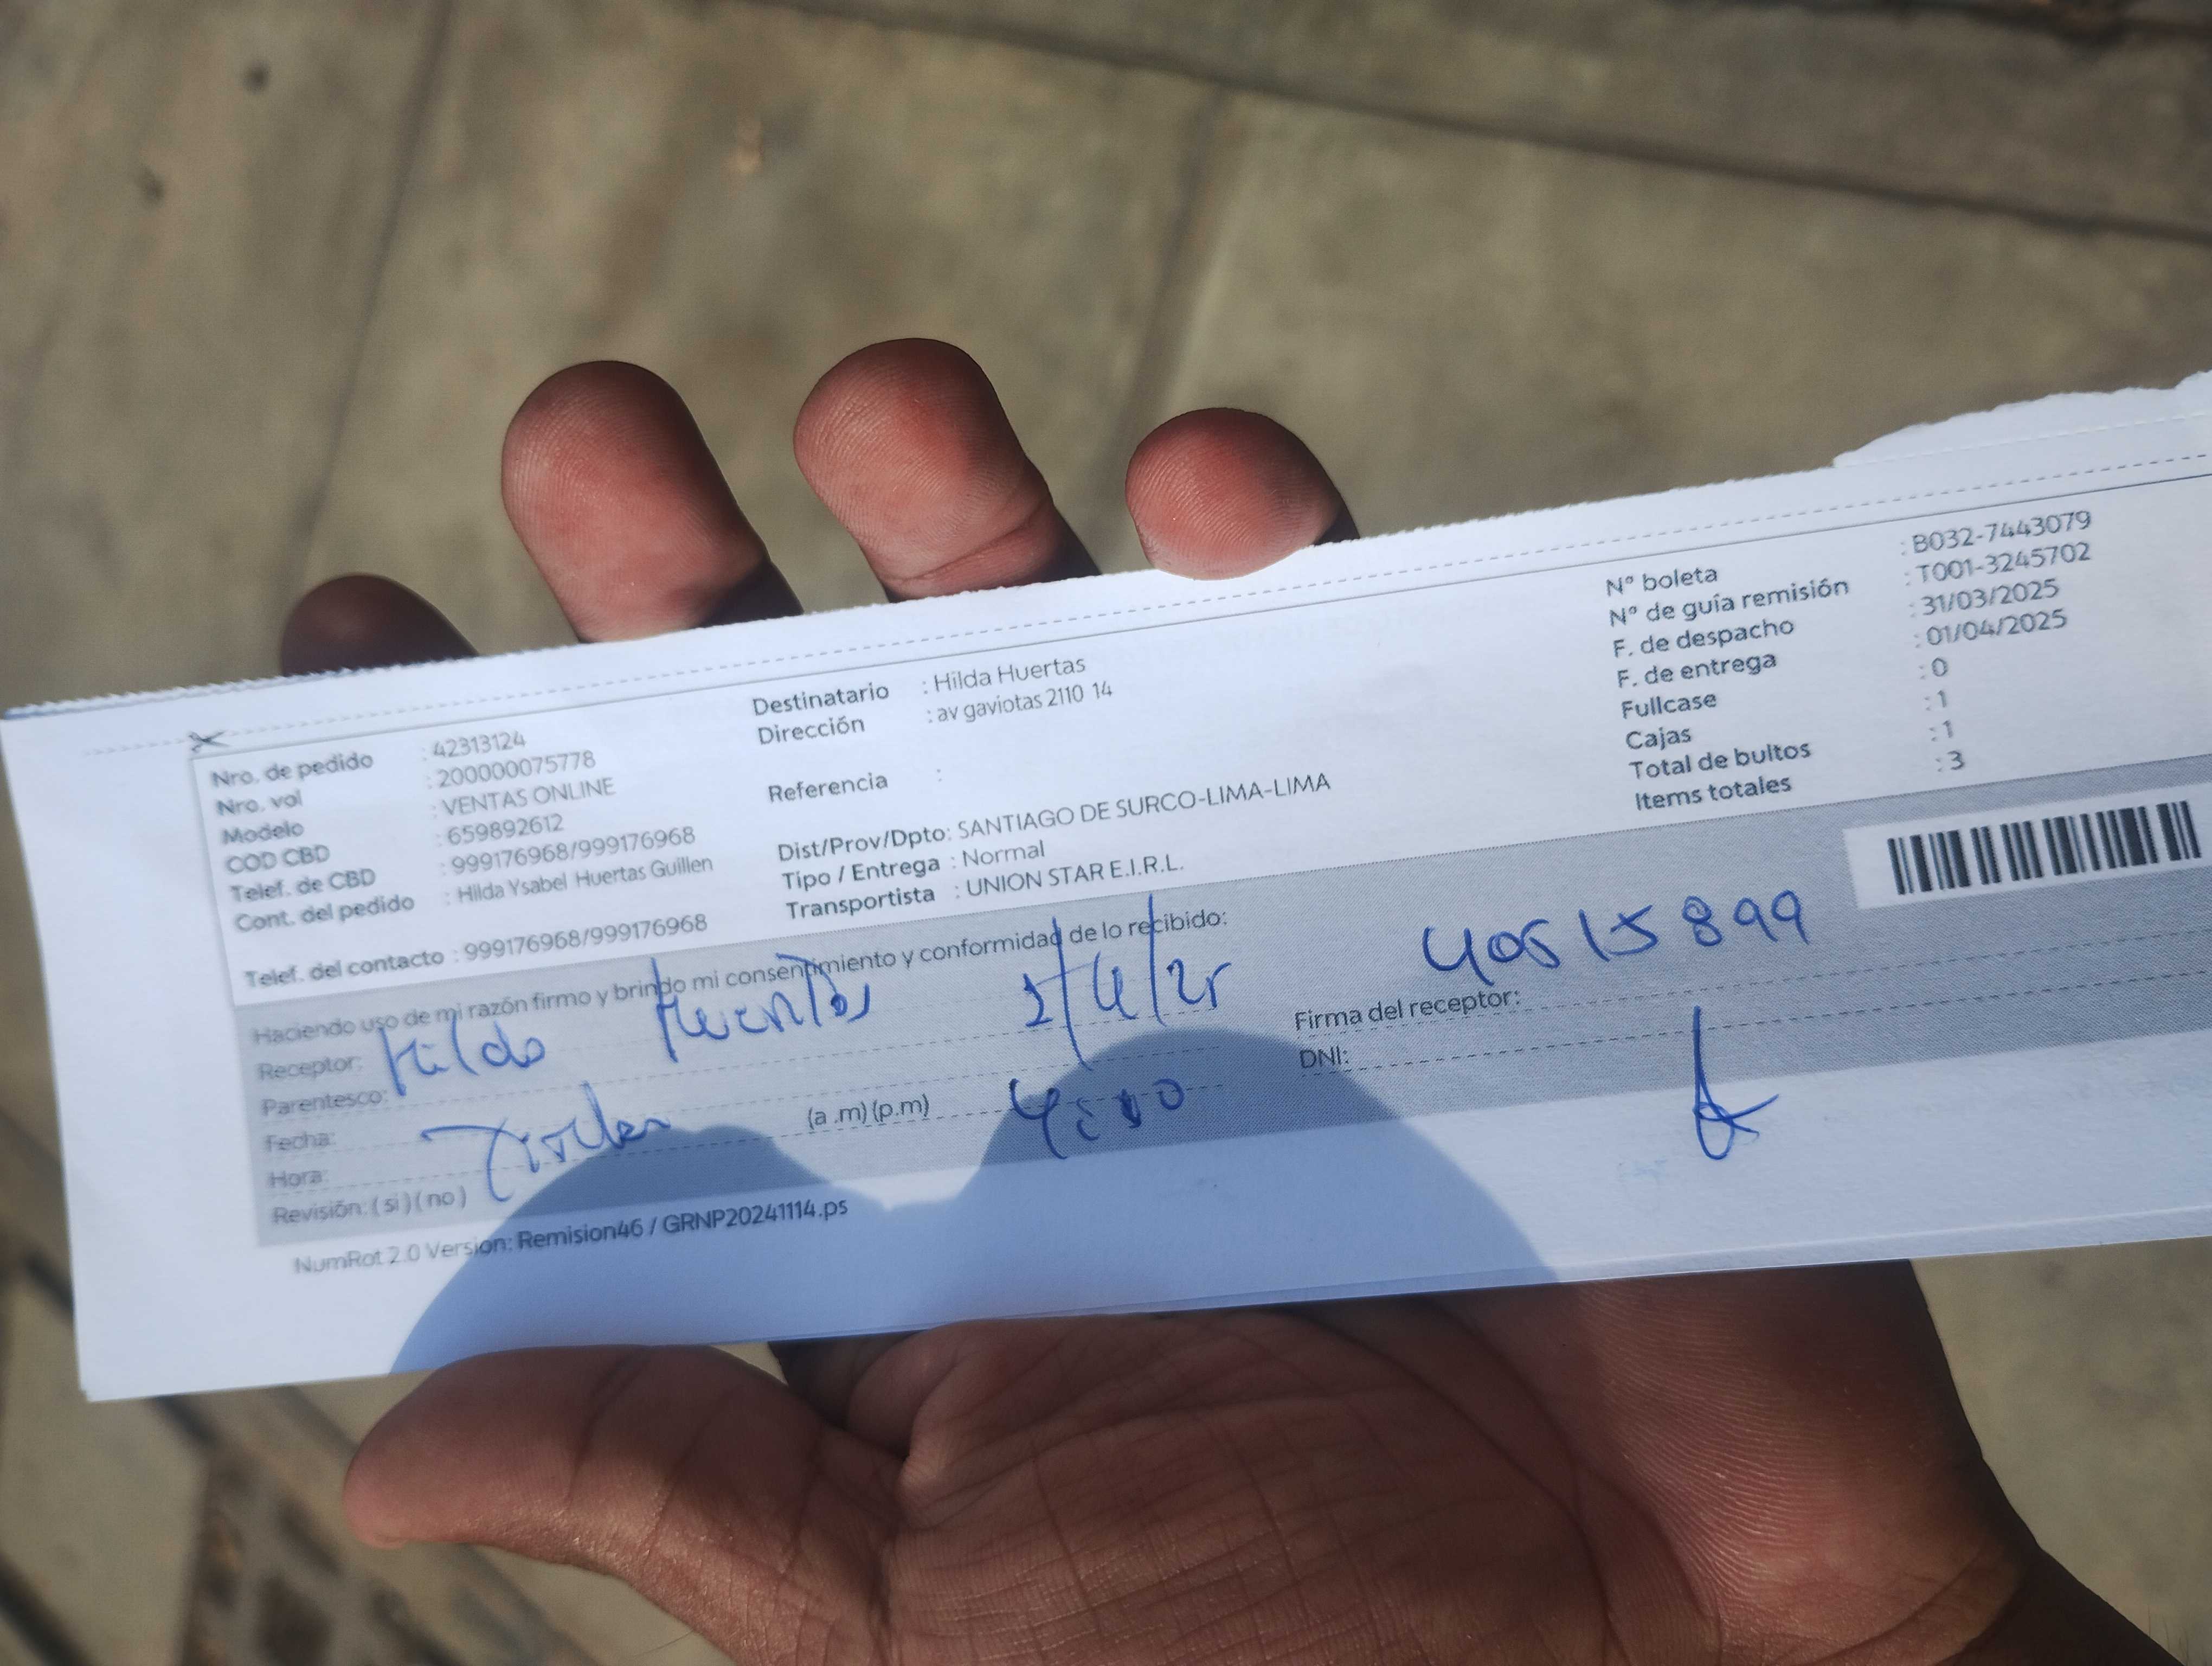 Nro. de pedido : 42313124
Nro. vol : 200000075778
Modelo : VENTAS ONLINE
COD CBD : 659892612
Telef. de CBD : 999176968/999176968
Cont. del pedido : Hilda Ysabel Huertas Guillen
Telef. del contacto : 999176968/999176968
Destinatario : Hilda Huertas
Dirección : av gaviotas 2110 14
Referencia :
Dist/Prov/Dpto: SANTIAGO DE SURCO-LIMA-LIMA
Tipo / Entrega : Normal
Transportista : UNION STAR E.I.R.L.
N° boleta : B032-7443079
N° de guía remisión : T001-3245702
F. de despacho : 31/03/2025
F. de entrega : 01/04/2025
Fullcase : 0
Cajas : 1
Total de bultos : 1
Items totales : 3
Haciendo uso de mi razón firmo y brindo mi consentimiento y conformidad de lo recibido:
Receptor: Hilda Huertas
Parentesco:
Fecha:
Hora: (a .m) (p.m)
Revisión: ( si ) ( no )
40515899
Firma del receptor:
DNI:
NumRot 2.0 Version: Remision46 / GRNP20241114.ps